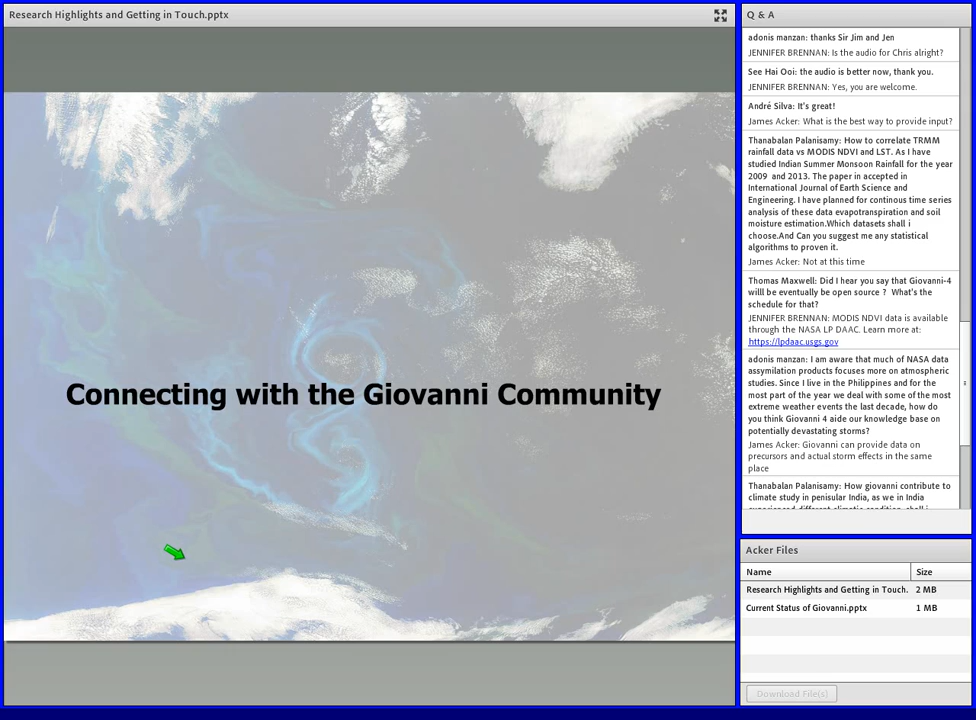 Research Highlights and Getting in Touch.pptx
Connecting with the Giovanni Community
Q & A
adonis manzan: thanks Sir Jim and Jen
JENNIFER BRENNAN: Is the audio for Chris alright?
See Hai Ooi: the audio is better now, thank you.
JENNIFER BRENNAN: Yes, you are welcome.
André Silva: It's great!
James Acker: What is the best way to provide input?
Thanabalan Palanisamy: How to correlate TRMM
rainfall data vs MODIS NDVI and LST. As I have
studied Indian Summer Monsoon Rainfall for the year
2009 and 2013. The paper in accepted in
International Journal of Earth Science and
Engineering. I have planned for continous time series
analysis of these data evapotranspiration and soil
moisture estimation.Which datasets shall i
choose.And Can you suggest me any statistical
algorithms to proven it.
James Acker: Not at this time
Thomas Maxwell: Did I hear you say that Giovanni-4
willl be eventually be open source ? What's the
schedule for that?
JENNIFER BRENNAN: MODIS NDVI data is available
through the NASA LP DAAC. Learn more at:
https://lpdaac.usgs.gov
adonis manzan: I am aware that much of NASA data
assymilation products focuses more on atmospheric
studies. Since I live in the Philippines and for the
most part of the year we deal with some of the most
extreme weather events the last decade, how do
you think Giovanni 4 aide our knowledge base on
potentially devastating storms?
James Acker: Giovanni can provide data on
precursors and actual storm effects in the same
place
Thanabalan Palanisamy: How giovanni contribute to
climate study in penisular India, as we in India
experienced different climatic condition. shall i
Acker Files
Name Size
Research Highlights and Getting in Touch. 2 MB
Current Status of Giovanni.pptx 1 MB
Download File(s)